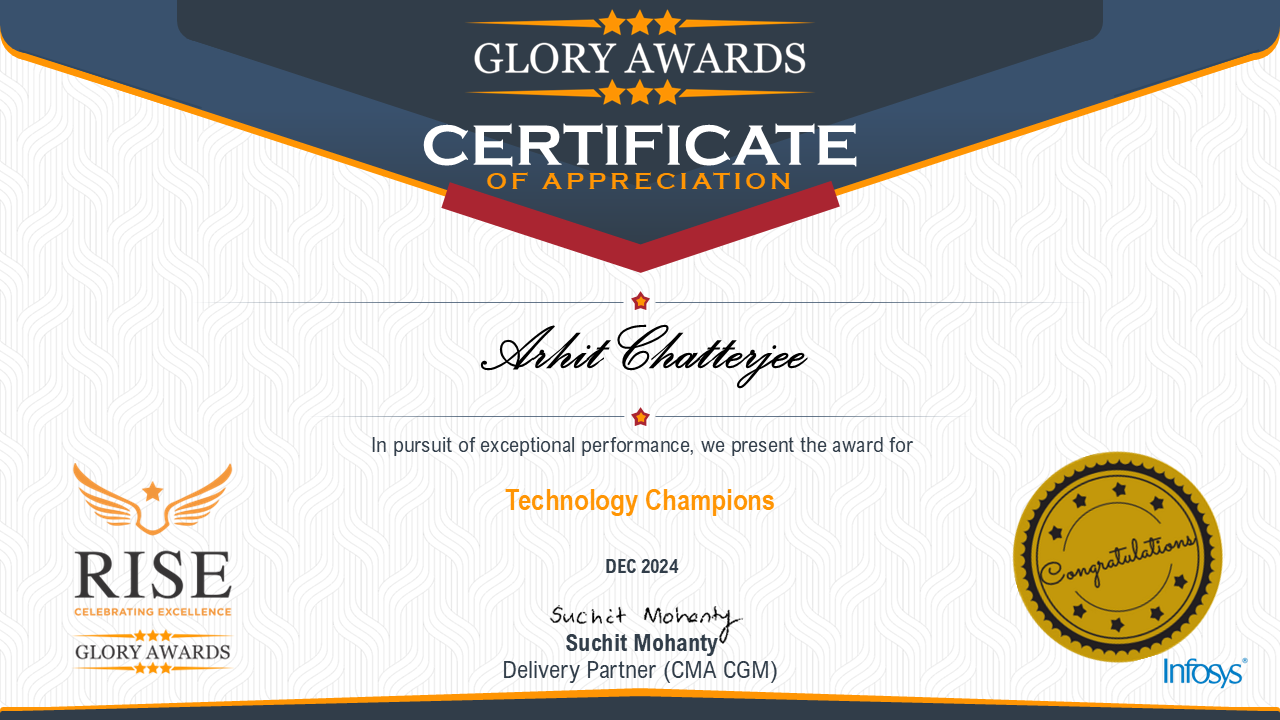 GLORY AWARDS
CERTIFICATE
OF APPRECIATION
Arhit Chatterjee
In pursuit of exceptional performance, we present the award for
Technology Champions
DEC 2024
Suchit Mohanty
Suchit Mohanty
Delivery Partner (CMA CGM)
RISE
CELEBRATING EXCELLENCE
GLORY AWARDS
Congratulations
Infosys®